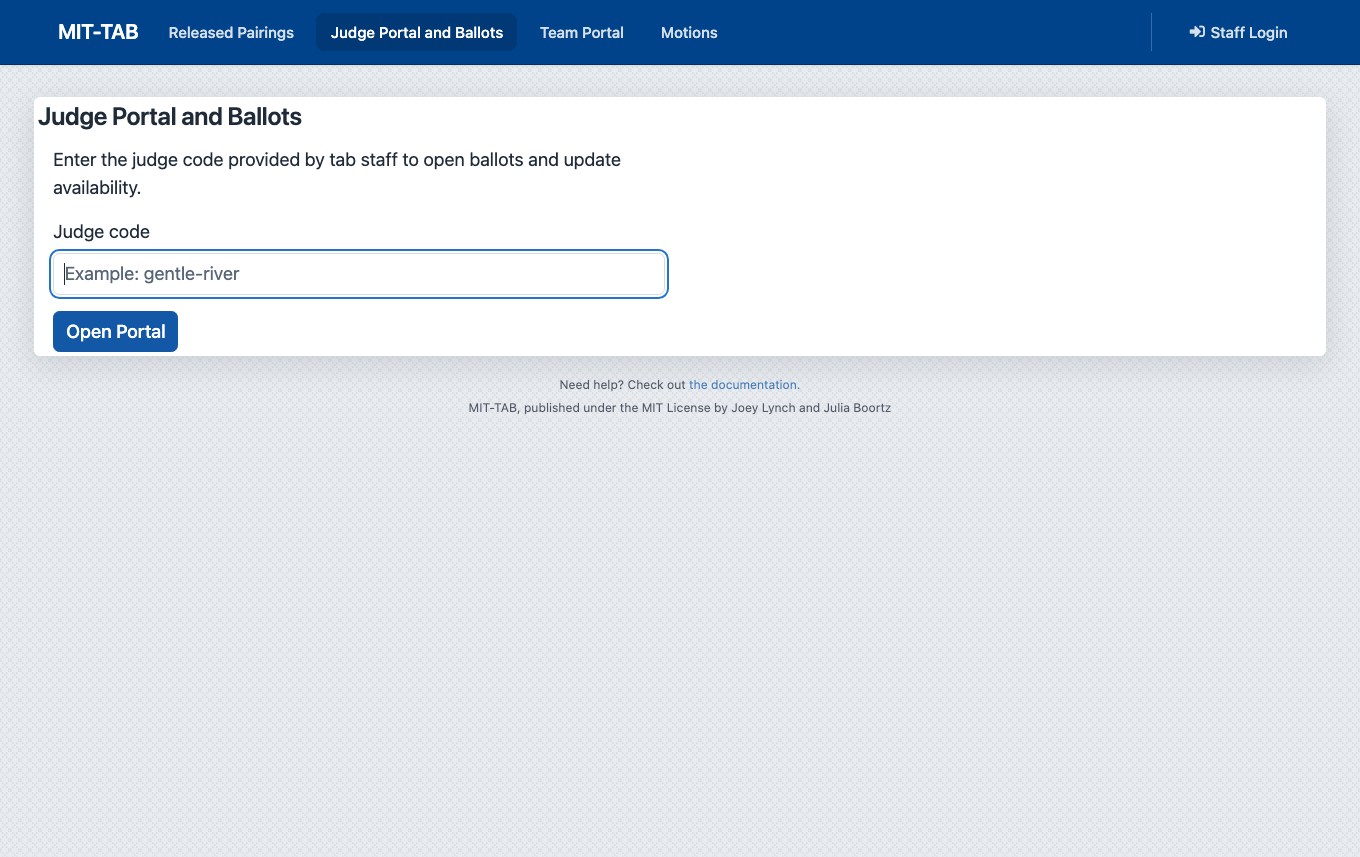 MIT-TAB
Released Pairings
Judge Portal and Ballots
Team Portal
Motions
Staff Login
Judge Portal and Ballots
Enter the judge code provided by tab staff to open ballots and update
availability.
Judge code
Example: gentle-river
Open Portal
Need help? Check out the documentation.
MIT-TAB, published under the MIT License by Joey Lynch and Julia Boortz